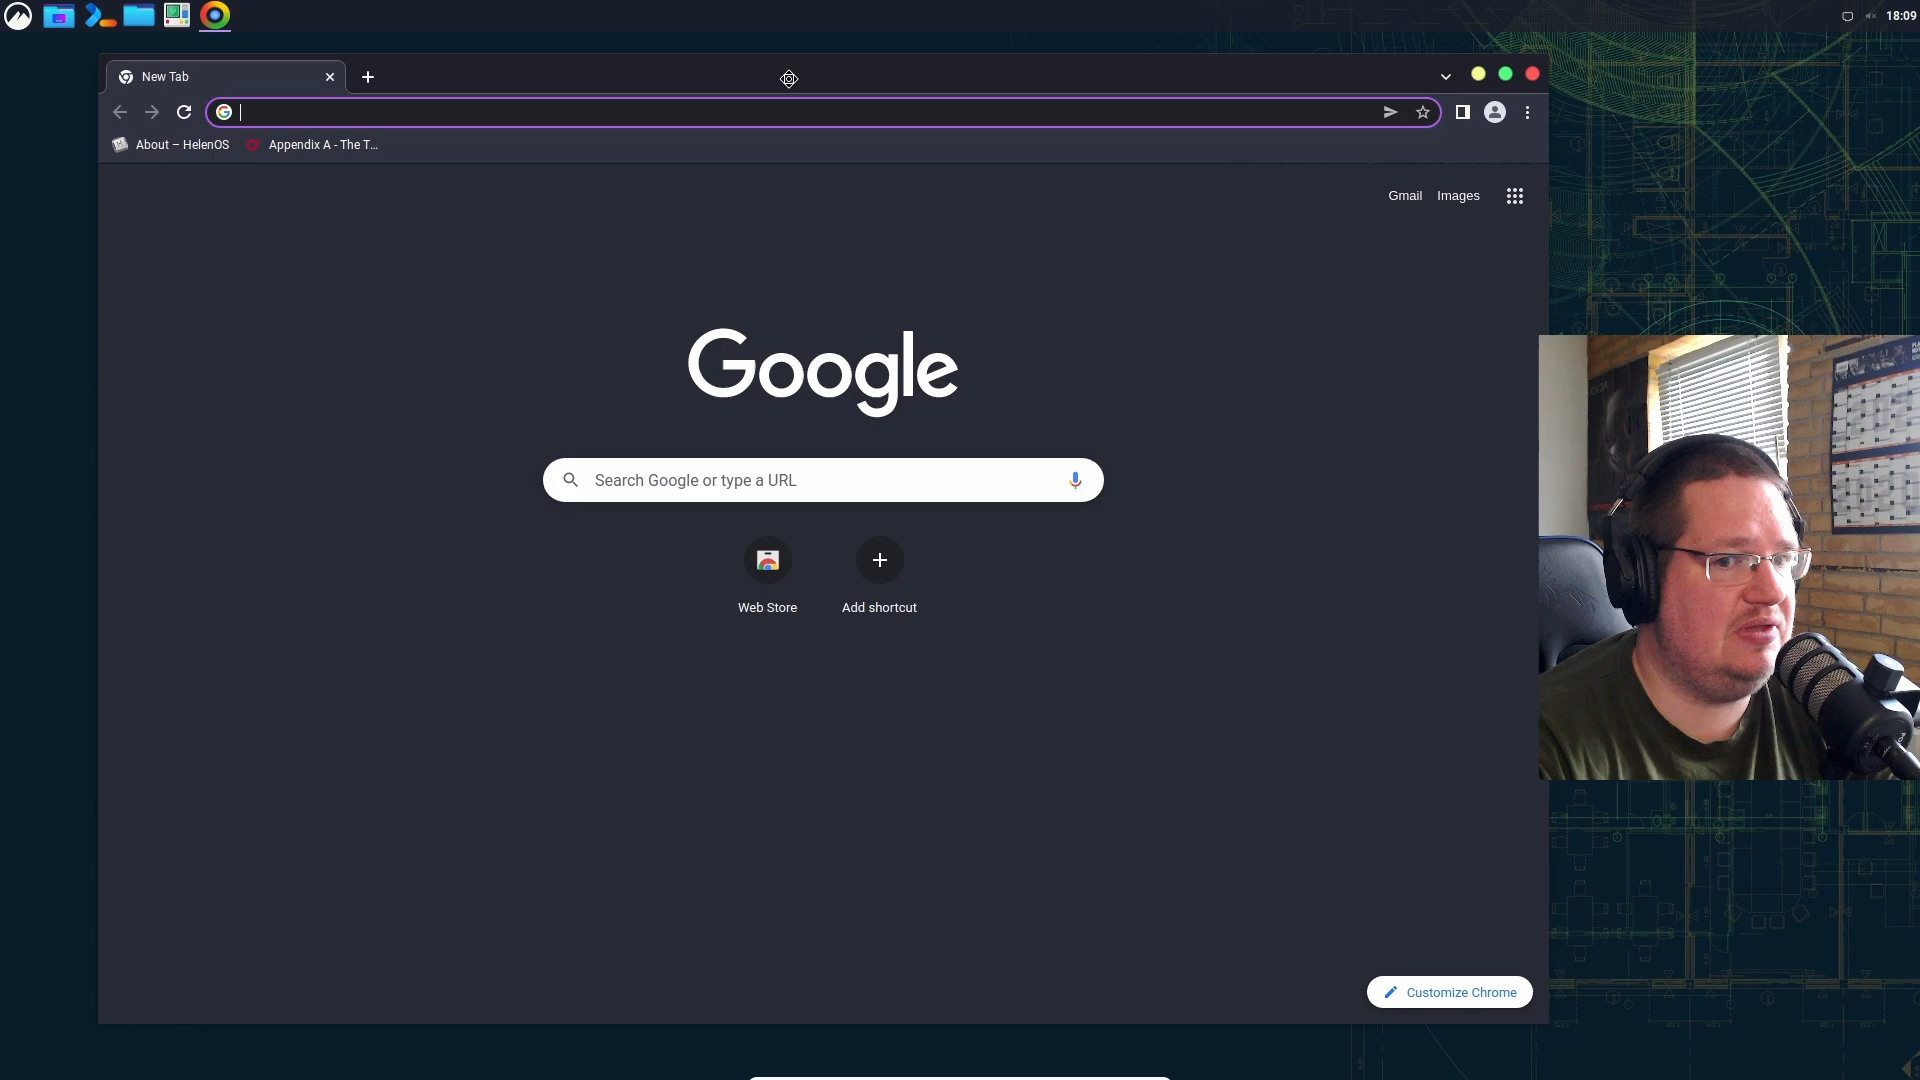 18:09
New Tab
About – HelenOS
Appendix A - The T...
Gmail
Images
Google
Search Google or type a URL
Web Store
Add shortcut
Customize Chrome